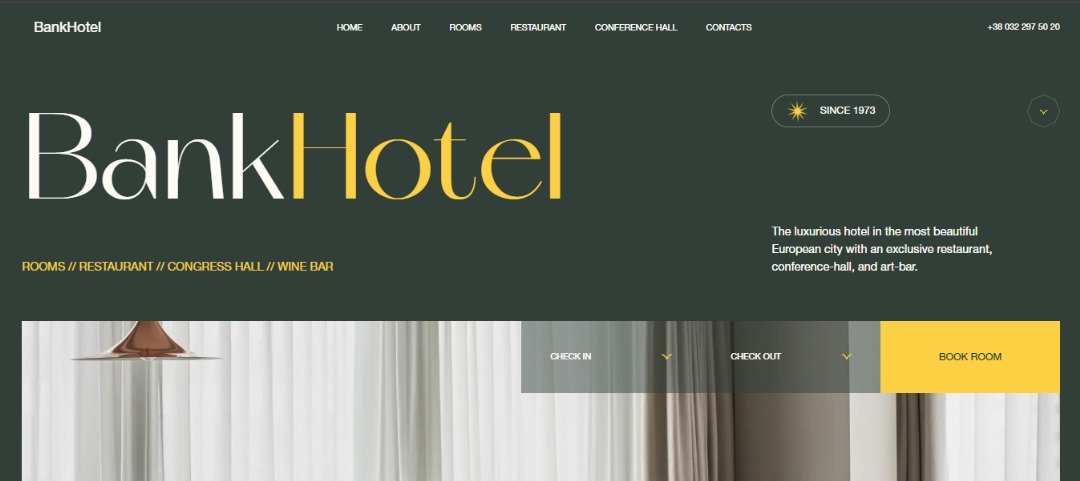 BankHotel
HOME ABOUT ROOMS RESTAURANT CONFERENCE HALL CONTACTS
+38 032 297 50 20
BankHotel
SINCE 1973
The luxurious hotel in the most beautiful
European city with an exclusive restaurant,
conference-hall, and art-bar.
ROOMS // RESTAURANT // CONGRESS HALL // WINE BAR
CHECK IN
CHECK OUT
BOOK ROOM